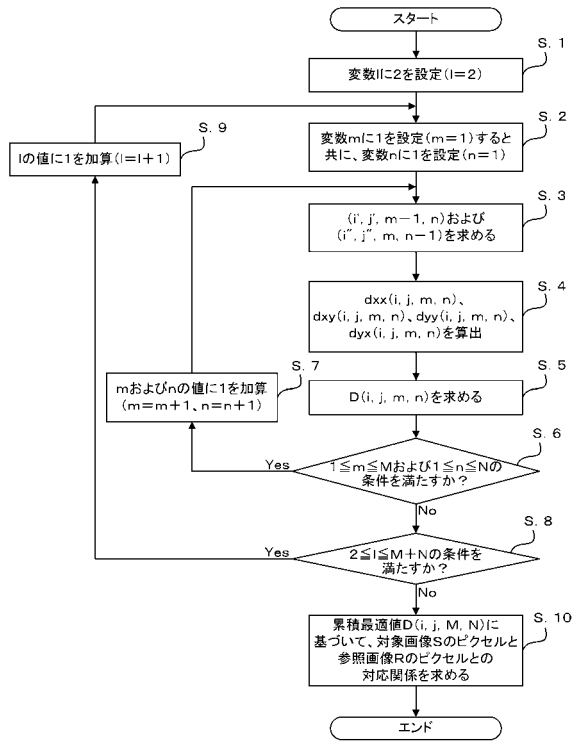 スタート
S. 1
変数lに2を設定(l=2)
S. 9
lの値に1を加算(l=l+1)
S. 2
変数mに1を設定(m=1)すると
共に、変数nに1を設定(n=1)
S. 3
(i′, j′, m−1, n)および
(i″, j″, m, n−1)を求める
S. 4
dxx(i, j, m, n)、
dxy(i, j, m, n)、dyy(i, j, m, n)、
dyx(i, j, m, n)を算出
S. 7
mおよびnの値に1を加算
(m=m+1、n=n+1)
S. 5
D(i, j, m, n)を求める
S. 6
Yes
1≦m≦Mおよび1≦n≦Nの
条件を満たすか?
No
S. 8
Yes
2≦l≦M+Nの条件を
満たすか?
No
S. 10
累積最適値D(i, j, M, N)に
基づいて、対象画像Sのピクセルと
参照画像Rのピクセルとの
対応関係を求める
エンド